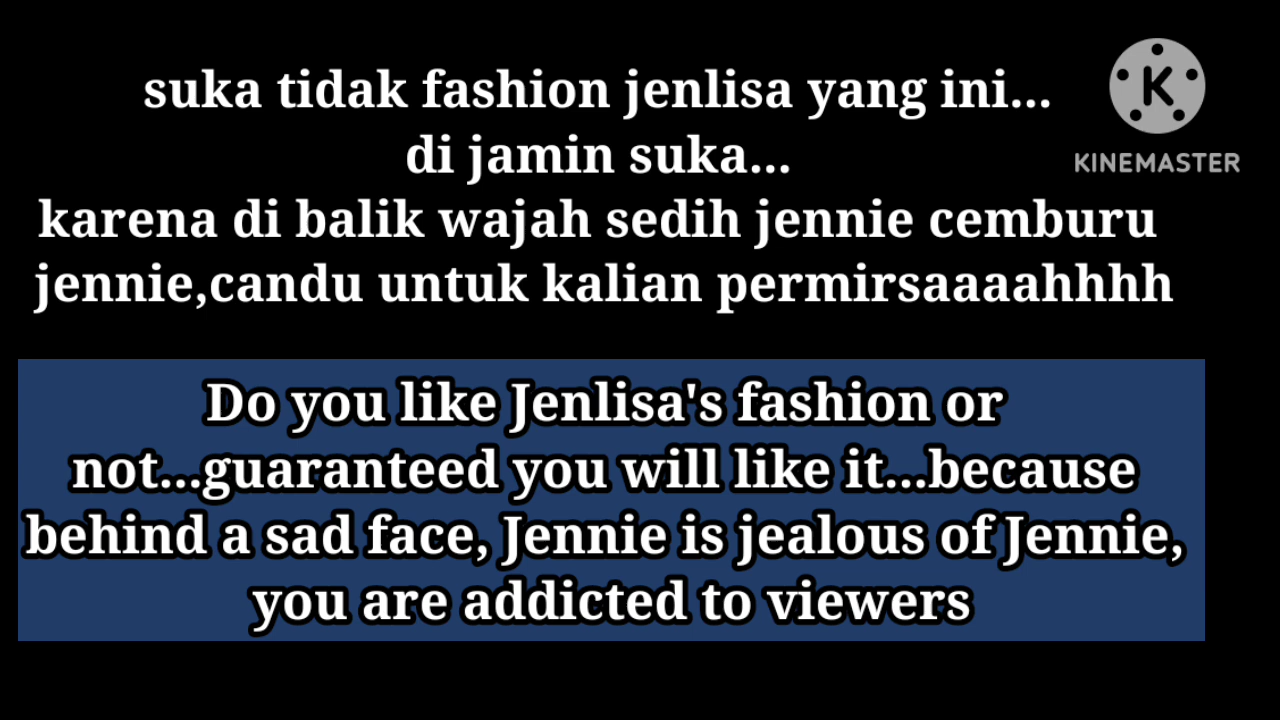 suka tidak fashion jenlisa yang ini...
di jamin suka...
karena di balik wajah sedih jennie cemburu
jennie,candu untuk kalian permirsaaaahhhh
K
KINEMASTER
Do you like Jenlisa's fashion or
not...guaranteed you will like it...because
behind a sad face, Jennie is jealous of Jennie,
you are addicted to viewers